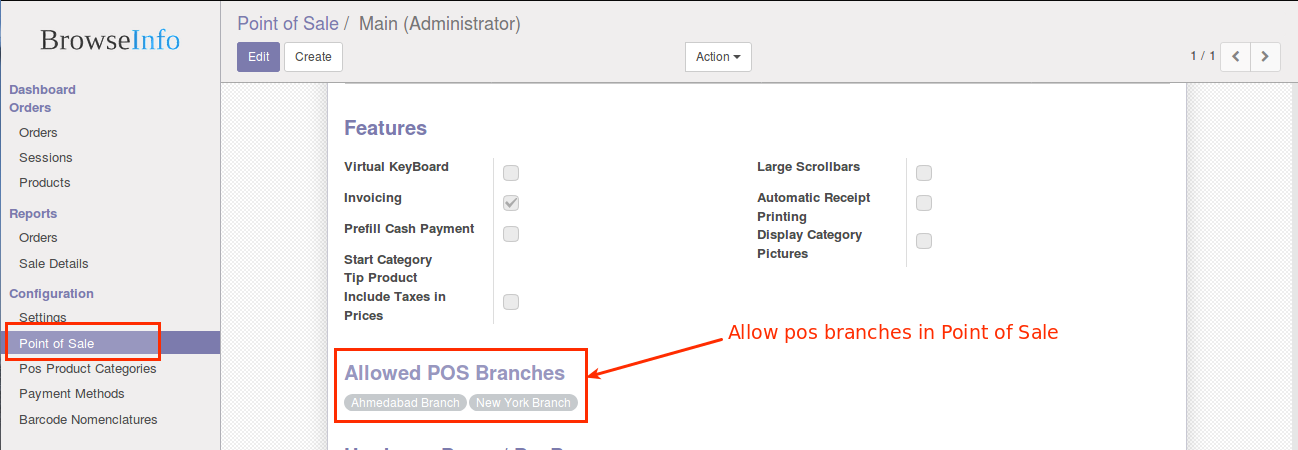 BrowseInfo
Dashboard
Orders
Orders
Sessions
Products
Reports
Orders
Sale Details
Configuration
Settings
Point of Sale
Pos Product Categories
Payment Methods
Barcode Nomenclatures
Point of Sale / Main (Administrator)
Edit Create Action 1 / 1
Features
Virtual KeyBoard
Invoicing
Prefill Cash Payment
Start Category
Tip Product
Include Taxes in
Prices
Large Scrollbars
Automatic Receipt
Printing
Display Category
Pictures
Allow pos branches in Point of Sale
Allowed POS Branches
Ahmedabad Branch New York Branch